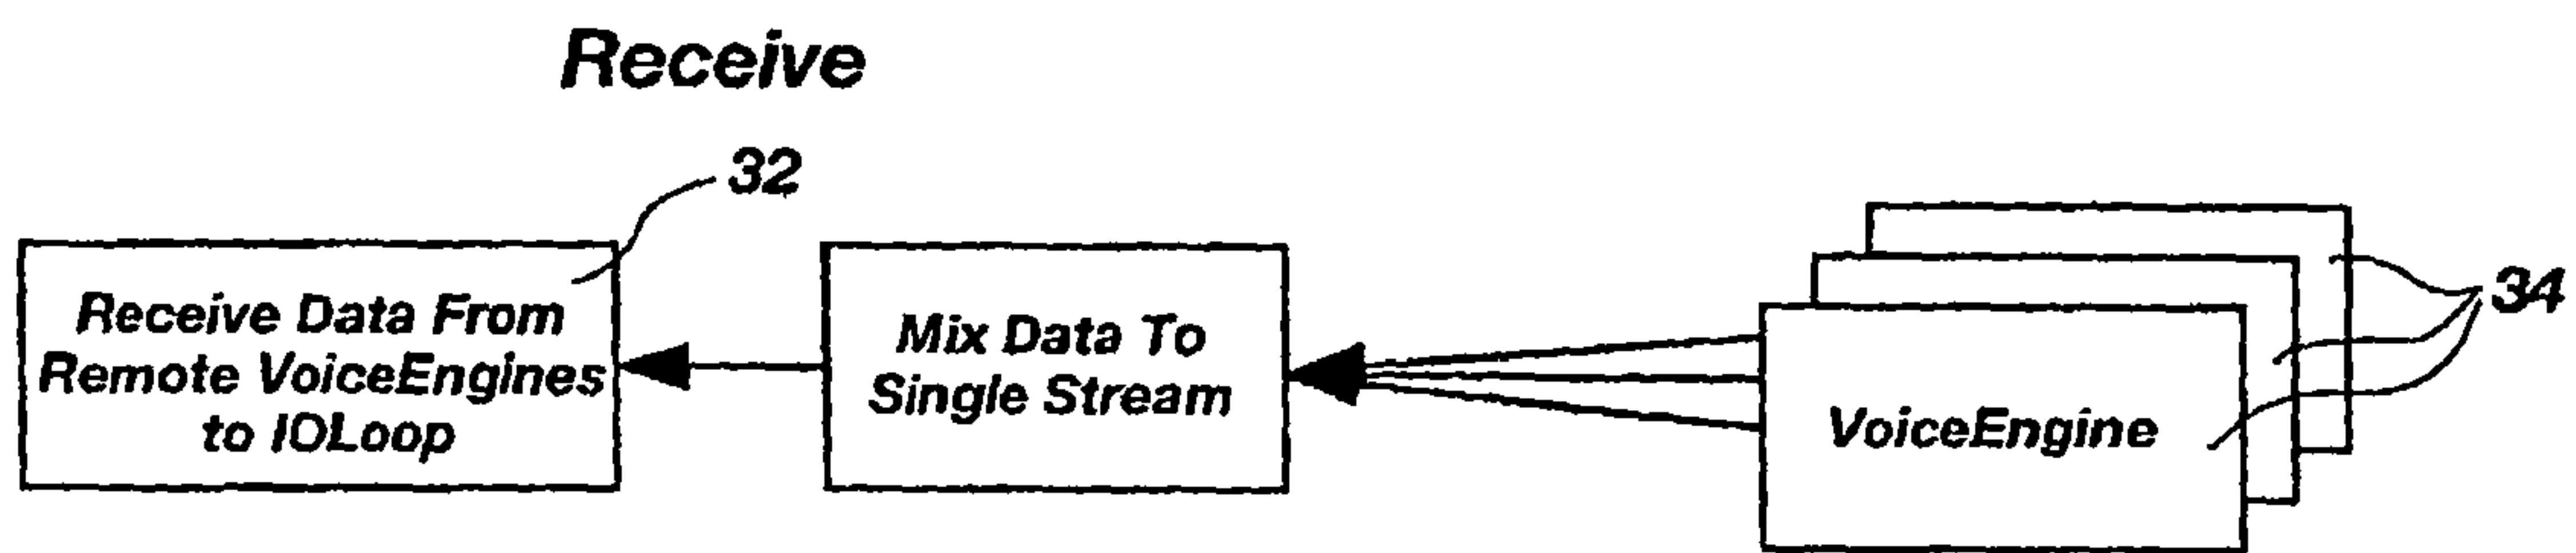 Receive
32
Receive Data From
Remote VoiceEngines
to IOLoop
Mix Data To
Single Stream
VoiceEngine
34